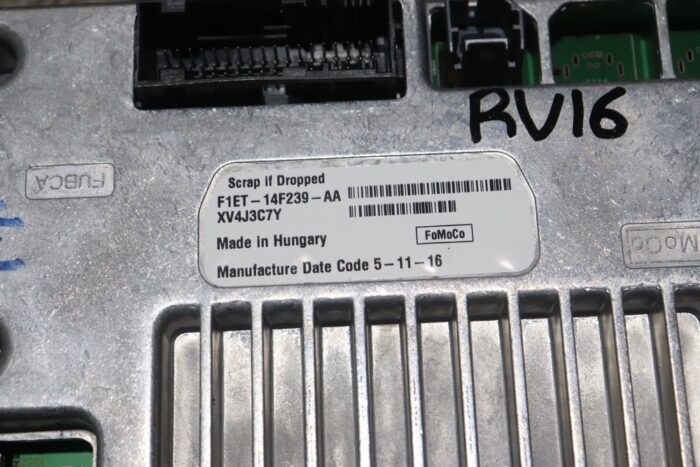 RV16
FUBCA
Scrap if Dropped
F1ET-14F239-AA
XV4J3C7Y
Made in Hungary
FoMoCo
Manufacture Date Code 5-11-16
MoCo